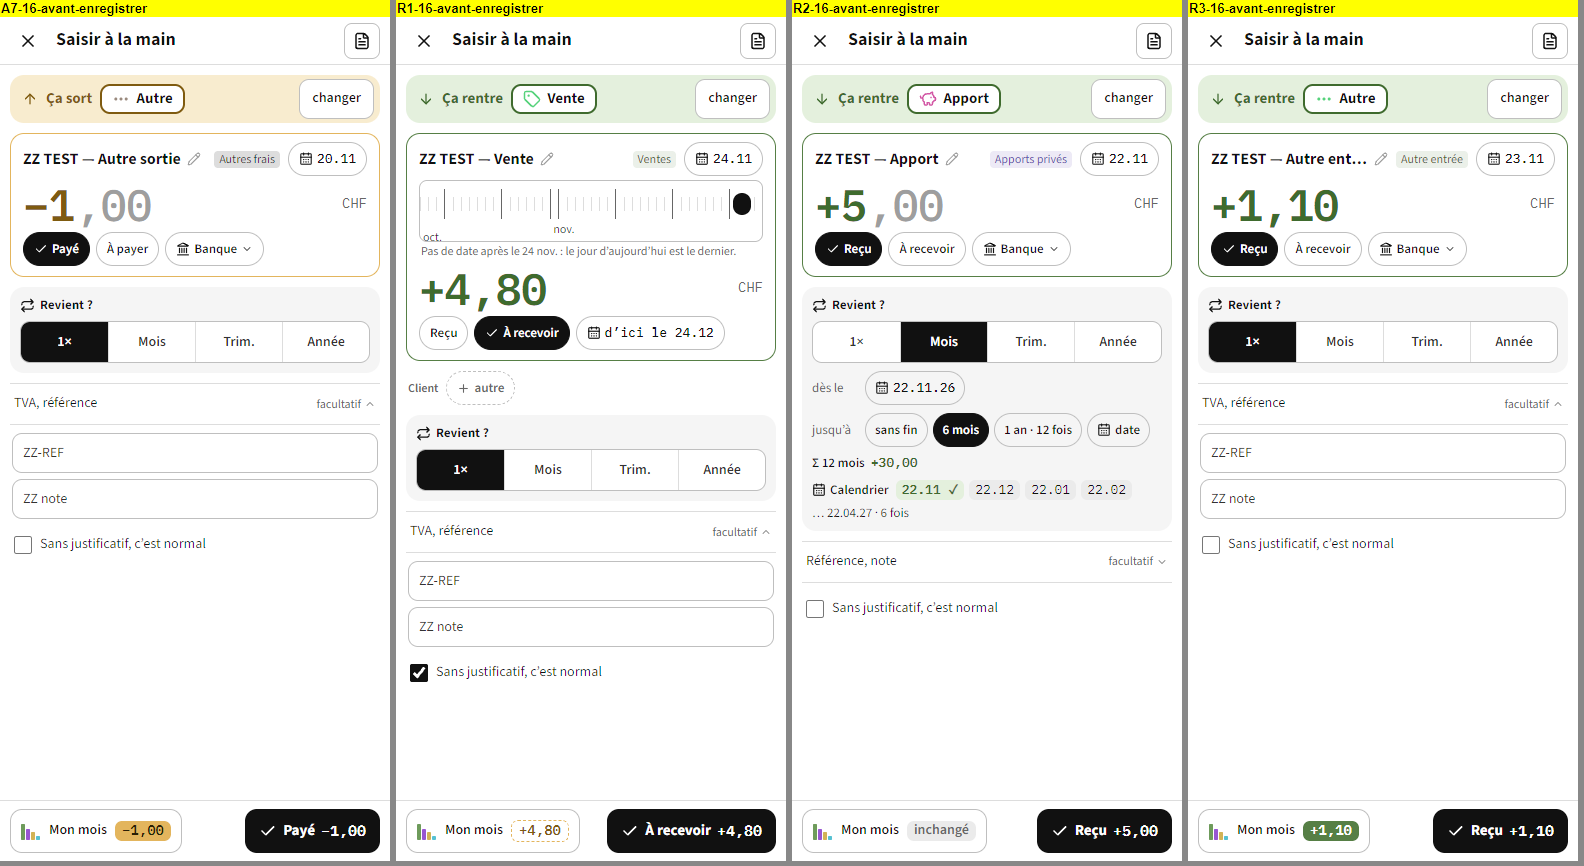 A7-16-avant-enregistrer
Saisir à la main
Ça sort Autre changer
ZZ TEST — Autre sortie Autres frais 20.11
−1,00 CHF
Payé À payer Banque
Revient ?
1× Mois Trim. Année
TVA, référence facultatif
ZZ-REF
ZZ note
Sans justificatif, c’est normal
Mon mois −1,00 Payé −1,00
R1-16-avant-enregistrer
Saisir à la main
Ça rentre Vente changer
ZZ TEST — Vente Ventes 24.11
oct. nov.
Pas de date après le 24 nov. : le jour d’aujourd’hui est le dernier.
+4,80 CHF
Reçu À recevoir d’ici le 24.12
Client + autre
Revient ?
1× Mois Trim. Année
TVA, référence facultatif
ZZ-REF
ZZ note
Sans justificatif, c’est normal
Mon mois +4,80 À recevoir +4,80
R2-16-avant-enregistrer
Saisir à la main
Ça rentre Apport changer
ZZ TEST — Apport Apports privés 22.11
+5,00 CHF
Reçu À recevoir Banque
Revient ?
1× Mois Trim. Année
dès le 22.11.26
jusqu’à sans fin 6 mois 1 an · 12 fois date
Σ 12 mois +30,00
Calendrier 22.11 ✓ 22.12 22.01 22.02
… 22.04.27 · 6 fois
Référence, note facultatif
Sans justificatif, c’est normal
Mon mois inchangé Reçu +5,00
R3-16-avant-enregistrer
Saisir à la main
Ça rentre Autre changer
ZZ TEST — Autre ent… Autre entrée 23.11
+1,10 CHF
Reçu À recevoir Banque
Revient ?
1× Mois Trim. Année
TVA, référence facultatif
ZZ-REF
ZZ note
Sans justificatif, c’est normal
Mon mois +1,10 Reçu +1,10